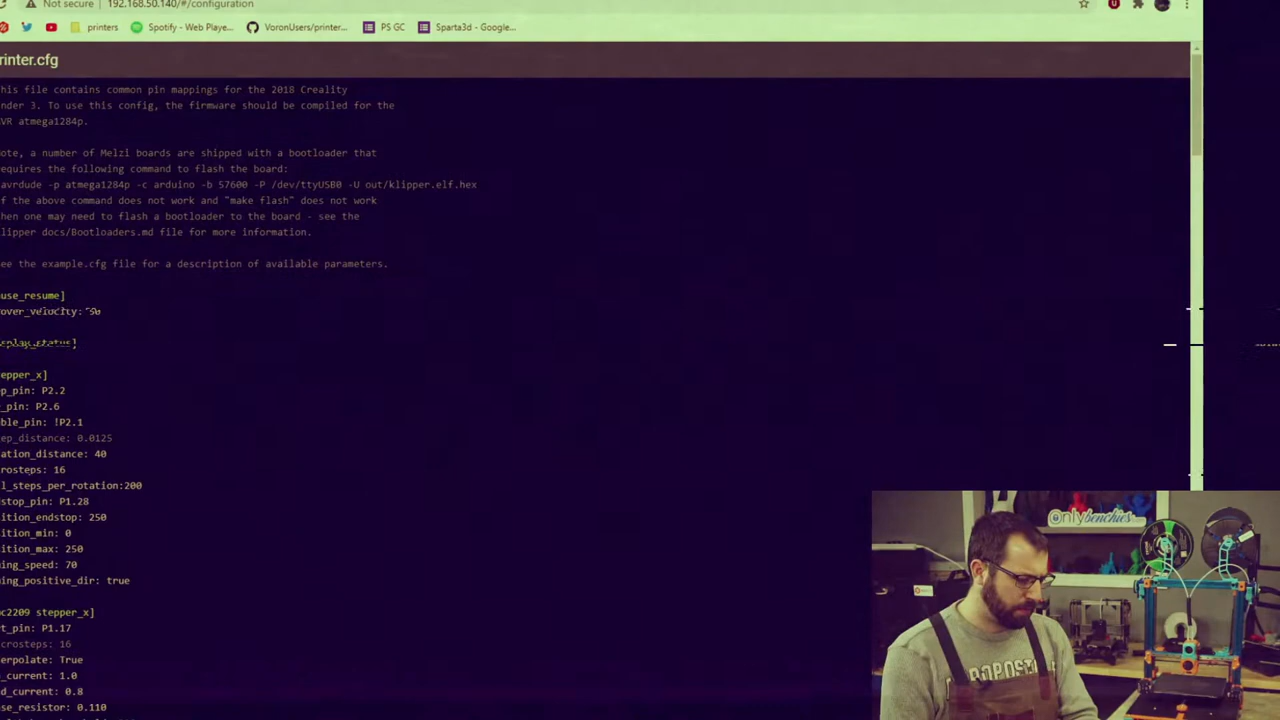 Not secure 192.168.50.140/#/configuration
printers Spotify - Web Playe... VoronUsers/printer... PS GC Sparta3d - Google...
rinter.cfg
his file contains common pin mappings for the 2018 Creality
nder 3. To use this config, the firmware should be compiled for the
VR atmega1284p.
ote, a number of Melzi boards are shipped with a bootloader that
equires the following command to flash the board:
avrdude -p atmega1284p -c arduino -b 57600 -P /dev/ttyUSB0 -U out/klipper.elf.hex
f the above command does not work and "make flash" does not work
hen one may need to flash a bootloader to the board - see the
lipper docs/Bootloaders.md file for more information.
ee the example.cfg file for a description of available parameters.
use_resume]
over_velocity: 50
splay_status]
tepper_x]
ep_pin: P2.2
_pin: P2.6
ble_pin: !P2.1
ep_distance: 0.0125
ation_distance: 40
rosteps: 16
l_steps_per_rotation:200
dstop_pin: P1.28
ition_endstop: 250
ition_min: 0
ition_max: 250
ing_speed: 70
ing_positive_dir: true
c2209 stepper_x]
t_pin: P1.17
crosteps: 16
erpolate: True
_current: 1.0
d_current: 0.8
se_resistor: 0.110
Onlybenchies